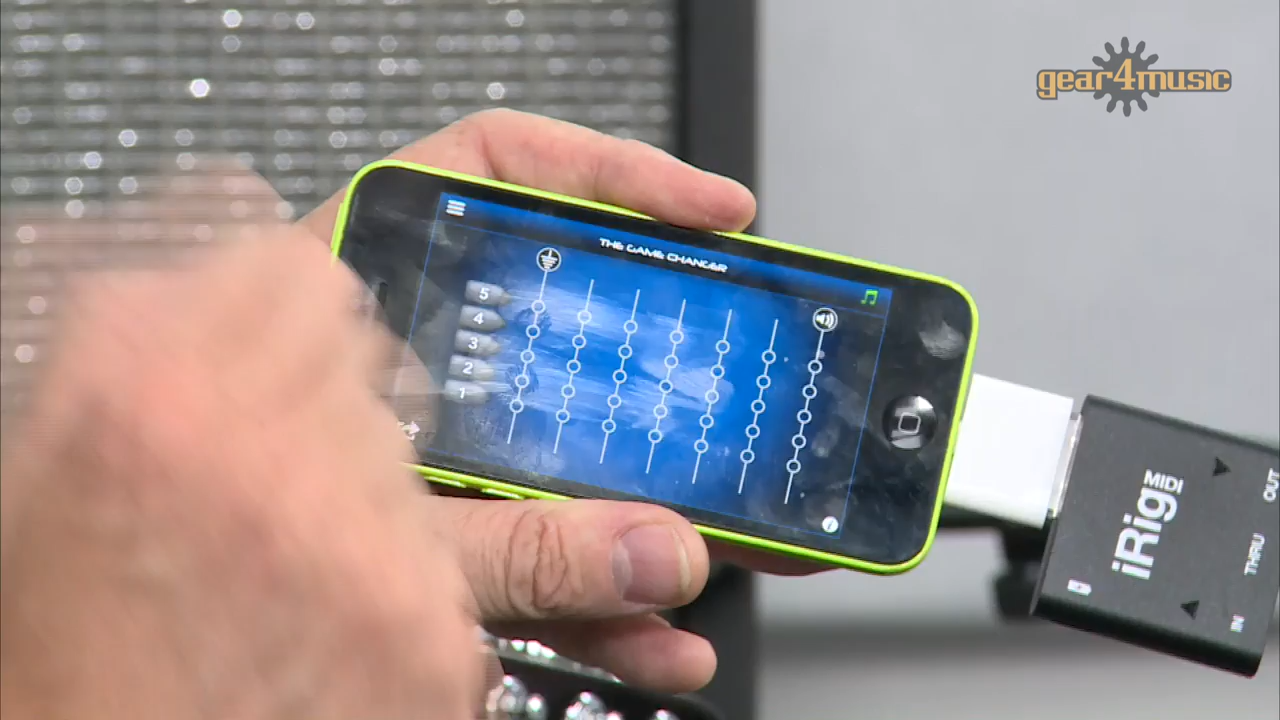 gear4music
THE GAME CHANGER
5
4
3
2
1
iRig MIDI
OUT
THRU
IN